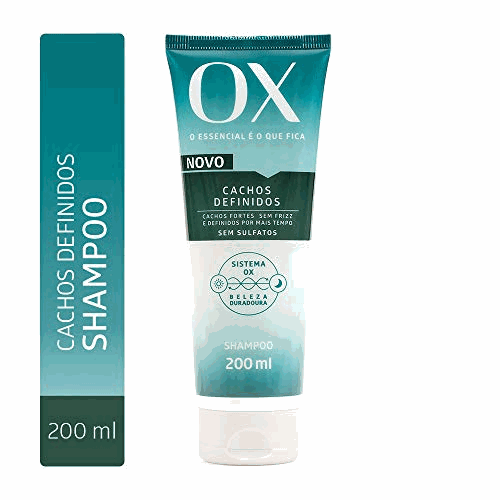 CACHOS DEFINIDOS
SHAMPOO
200 ml
OX
O ESSENCIAL É O QUE FICA
NOVO
CACHOS
DEFINIDOS
CACHOS FORTES SEM FRIZZ
E DEFINIDOS POR MAIS TEMPO
SEM SULFATOS
SISTEMA
OX
BELEZA
DURADOURA
SHAMPOO
200 ml